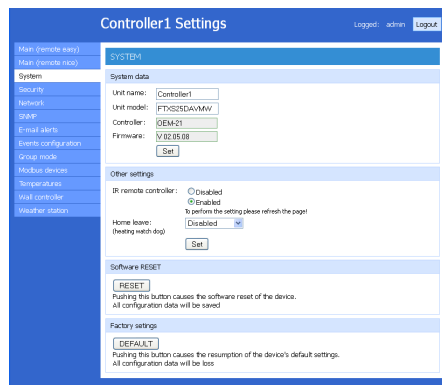 Controller1 Settings
Logged: admin Logout
Main (remote easy)
Main (remote nice)
System
Security
Network
SNMP
E-mail alerts
Events configuration
Group mode
Modbus devices
Temperatures
Wall controller
Weather station
SYSTEM
System data
Unit name: Controller1
Unit model: FTXS25DAVMW
Controller: OEM-21
Firmware: V 02.05.08
Set
Other settings
IR remote controller: Disabled
Enabled
To perform the setting please refresh the page!
Home leave: Disabled
(heating watch dog)
Set
Software RESET
RESET
Pushing this button causes the software reset of the device.
All configuration data will be saved
Factory setings
DEFAULT
Pushing this button causes the resumption of the device's default settings.
All configuration data will be loss